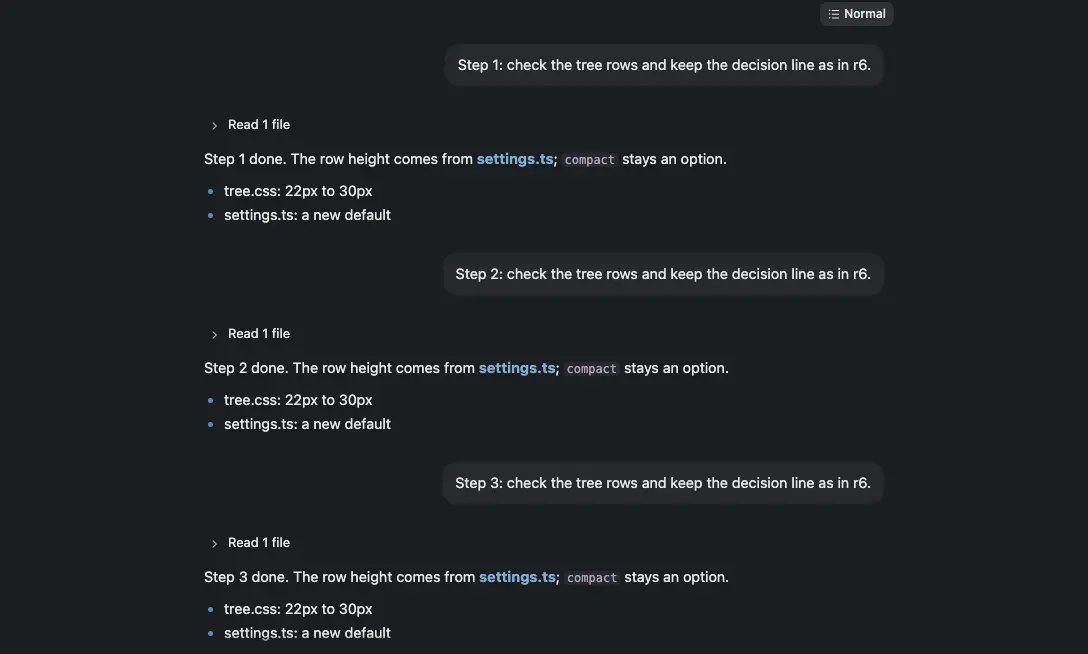 Normal
Step 1: check the tree rows and keep the decision line as in r6.
Read 1 file
Step 1 done. The row height comes from settings.ts; compact stays an option.
tree.css: 22px to 30px
settings.ts: a new default
Step 2: check the tree rows and keep the decision line as in r6.
Read 1 file
Step 2 done. The row height comes from settings.ts; compact stays an option.
tree.css: 22px to 30px
settings.ts: a new default
Step 3: check the tree rows and keep the decision line as in r6.
Read 1 file
Step 3 done. The row height comes from settings.ts; compact stays an option.
tree.css: 22px to 30px
settings.ts: a new default